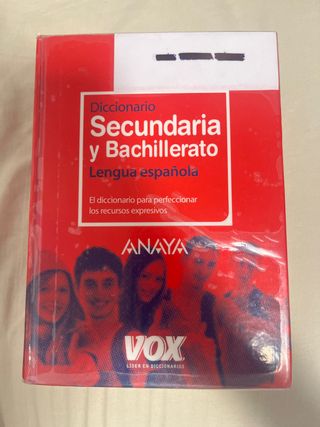 Diccionario
Secundaria
y Bachillerato
Lengua española
El diccionario para perfeccionar
los recursos expresivos
ANAYA
VOX
LÍDER EN DICCIONARIOS